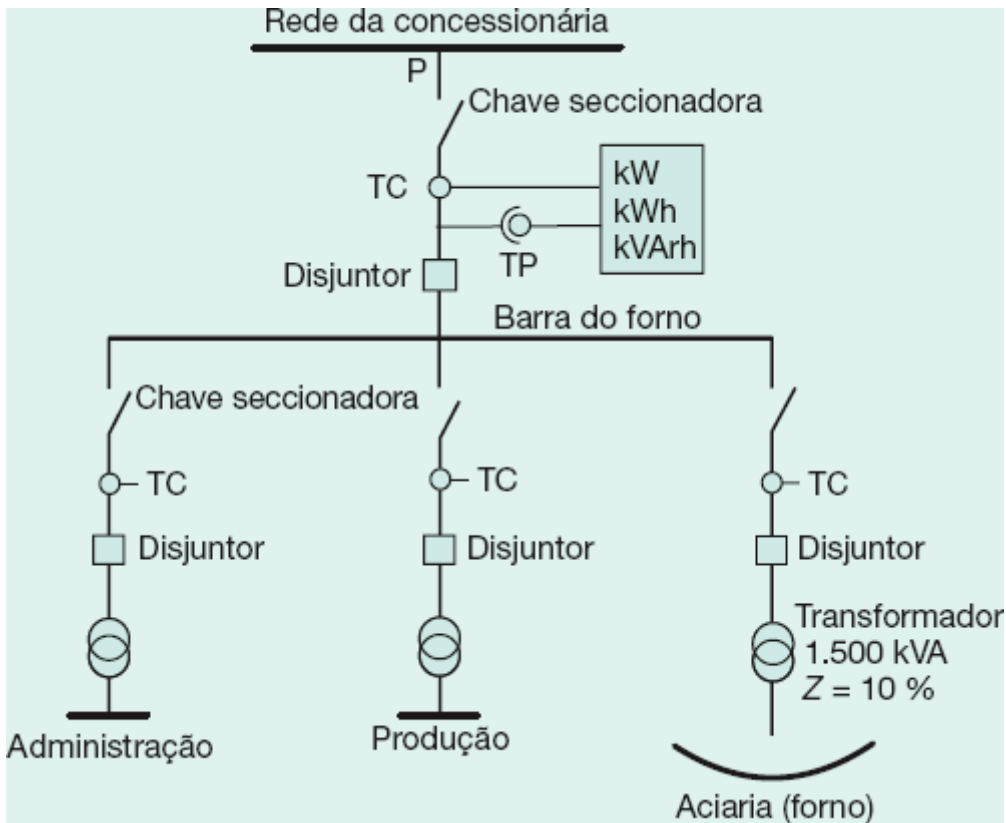 Rede da concessionária
P
Chave seccionadora
TC
kW
kWh
kVArh
TP
Disjuntor
Barra do forno
Chave seccionadora
TC
TC
TC
Disjuntor
Disjuntor
Disjuntor
Transformador
1.500 kVA
Z = 10 %
Administração
Produção
Aciaria (forno)